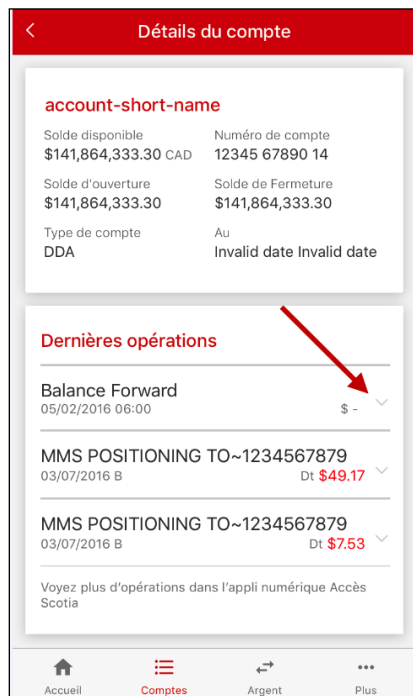 Détails du compte
account-short-name
Solde disponible Numéro de compte
$141,864,333.30 CAD 12345 67890 14
Solde d'ouverture Solde de Fermeture
$141,864,333.30 $141,864,333.30
Type de compte Au
DDA Invalid date Invalid date
Dernières opérations
Balance Forward
05/02/2016 06:00 $ -
MMS POSITIONING TO~1234567879
03/07/2016 B Dt $49.17
MMS POSITIONING TO~1234567879
03/07/2016 B Dt $7.53
Voyez plus d'opérations dans l'appli numérique Accès
Scotia
Accueil Comptes Argent Plus